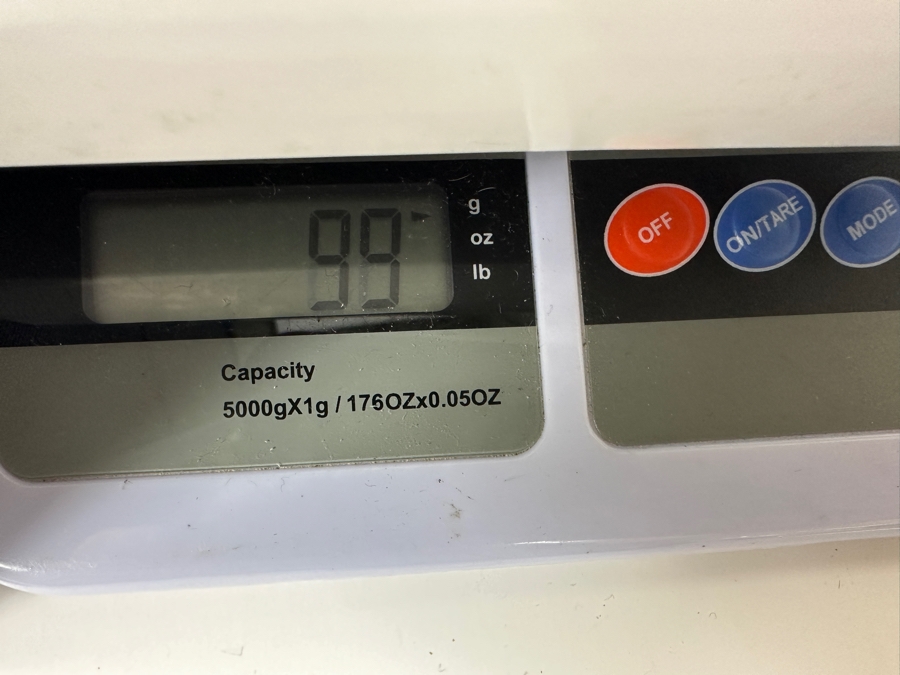 99
g
oz
lb
OFF
ON/TARE
MODE
Capacity
5000gX1g / 176OZx0.05OZ